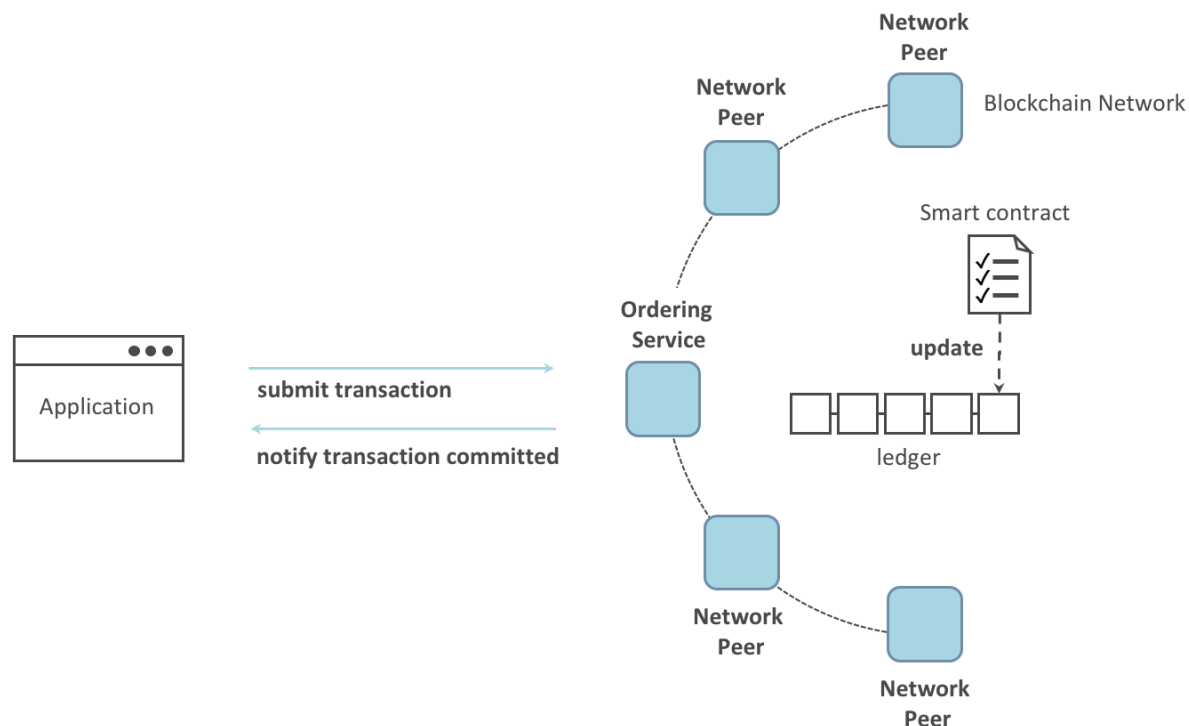 Network
Peer
Network
Peer
Blockchain Network
Smart contract
Ordering
Service
update
Application
submit transaction
notify transaction committed
ledger
Network
Peer
Network
Peer